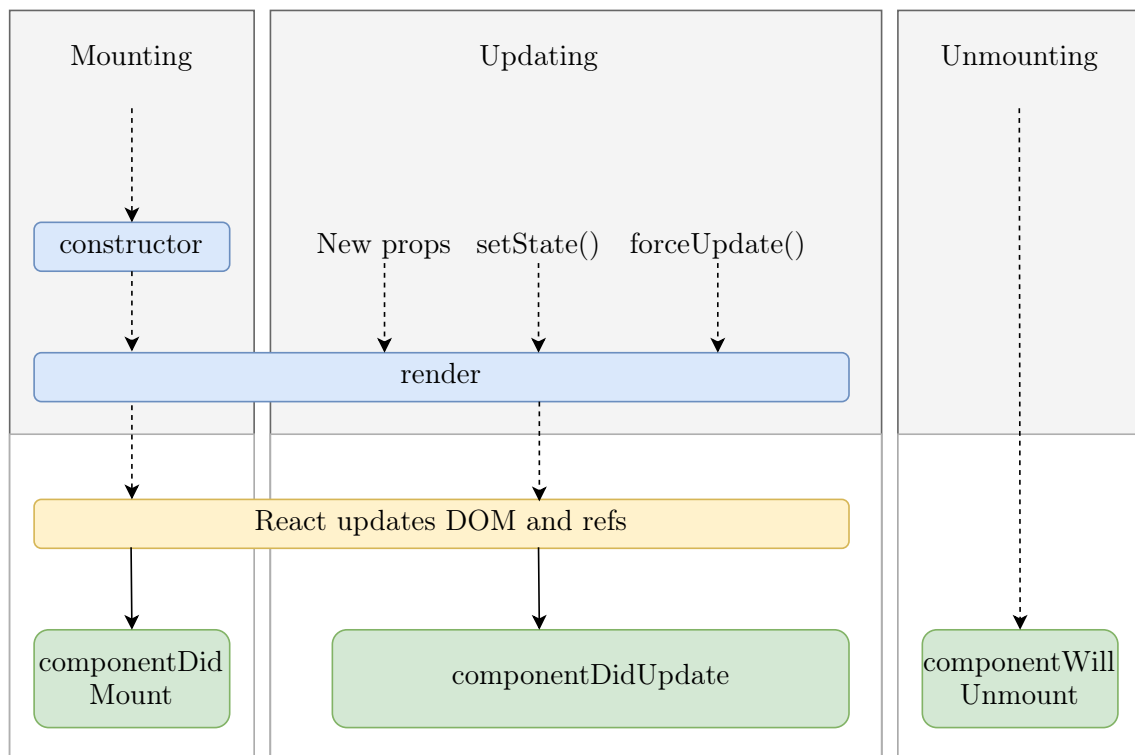 Mounting
Updating
Unmounting
constructor
New props
setState()
forceUpdate()
render
React updates DOM and refs
componentDid
Mount
componentDidUpdate
componentWill
Unmount